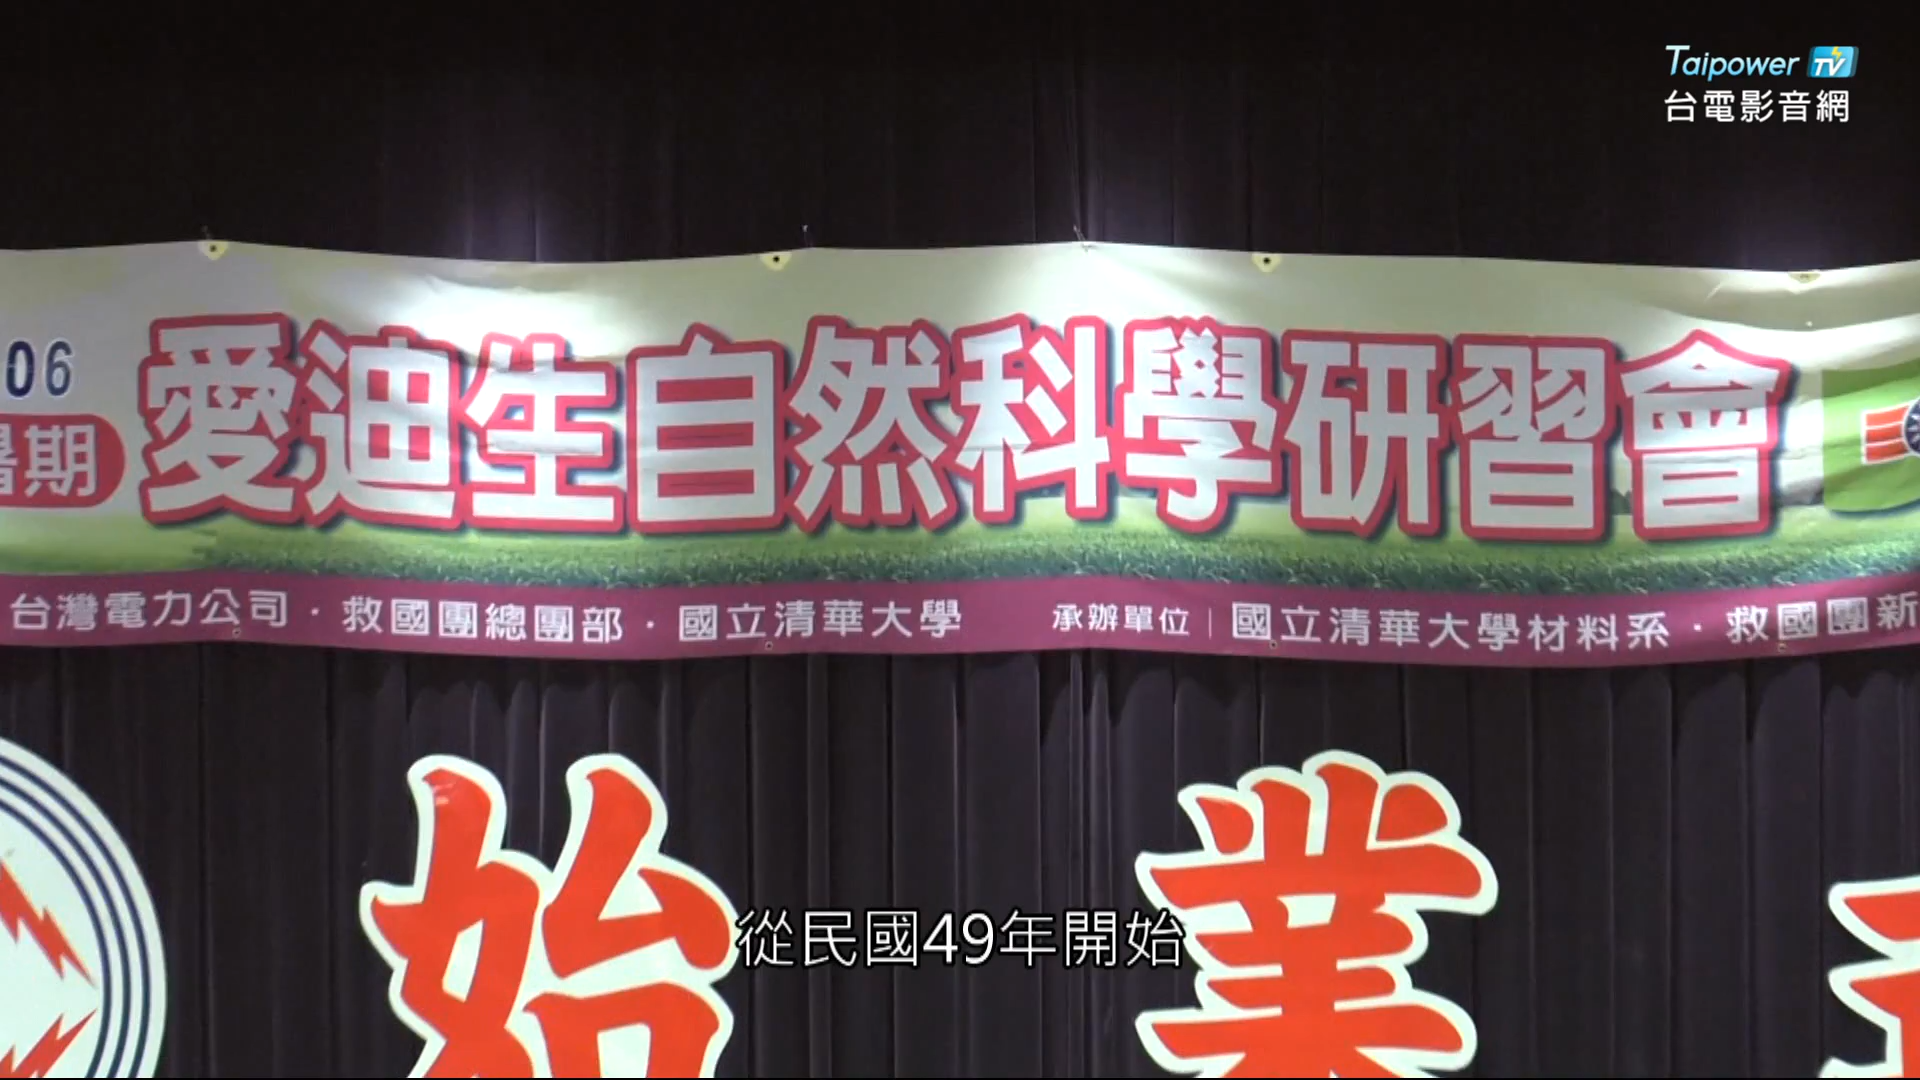 Taipower TV
台電影音網
06
暑期
愛迪生自然科學研習會
台灣電力公司·救國團總團部·國立清華大學 承辦單位|國立清華大學材料系·救國團新
始業
從民國49年開始